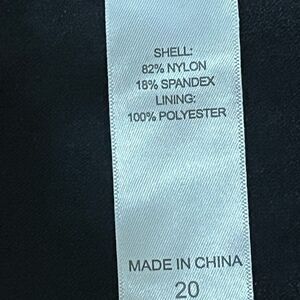 SHELL:
82% NYLON
18% SPANDEX
LINING:
100% POLYESTER
MADE IN CHINA
20